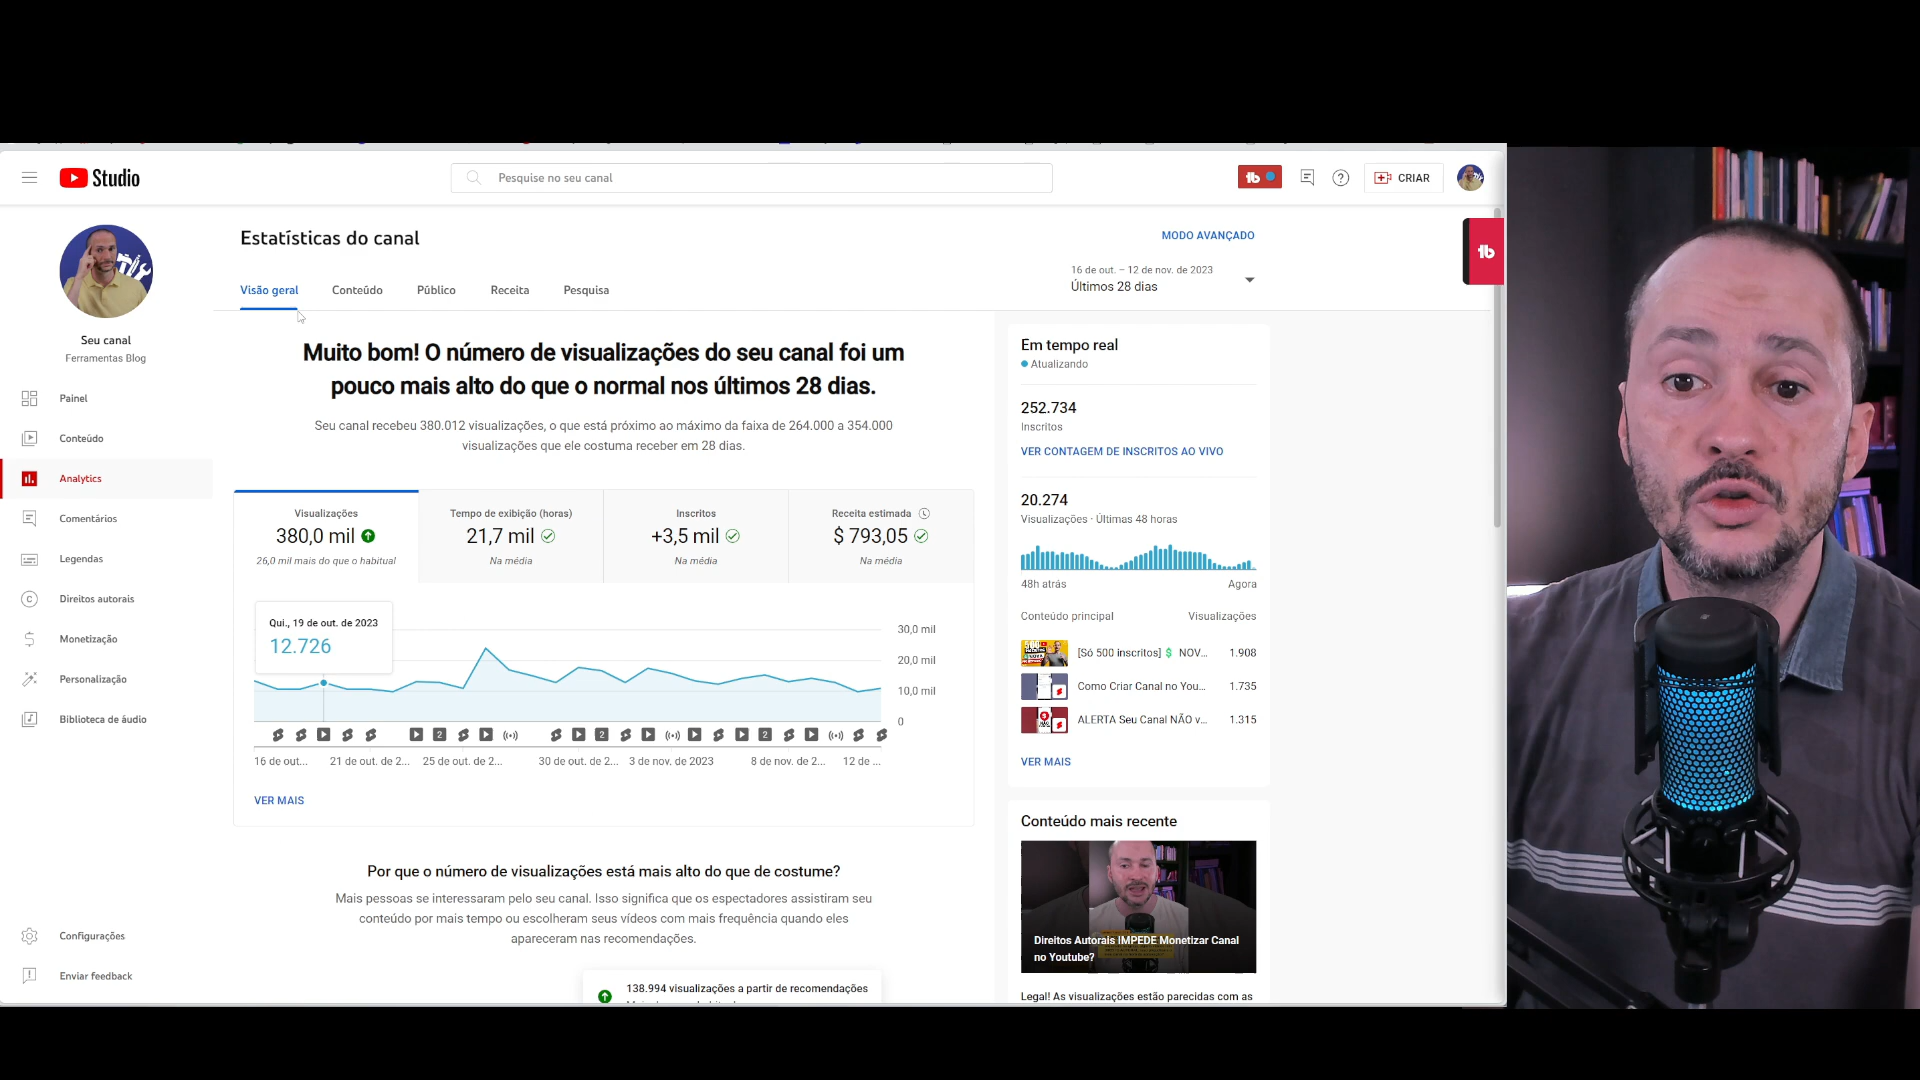 Studio
Pesquise no seu canal
CRIAR
Estatísticas do canal
MODO AVANÇADO
16 de out. – 12 de nov. de 2023
Últimos 28 dias
Visão geral
Conteúdo
Público
Receita
Pesquisa
Seu canal
Ferramentas Blog
Painel
Conteúdo
Analytics
Comentários
Legendas
Direitos autorais
Monetização
Personalização
Biblioteca de áudio
Configurações
Enviar feedback
Muito bom! O número de visualizações do seu canal foi um
pouco mais alto do que o normal nos últimos 28 dias.
Seu canal recebeu 380.012 visualizações, o que está próximo ao máximo da faixa de 264.000 a 354.000
visualizações que ele costuma receber em 28 dias.
Visualizações
380,0 mil
26,0 mil mais do que o habitual
Tempo de exibição (horas)
21,7 mil
Na média
Inscritos
+3,5 mil
Na média
Receita estimada
$ 793,05
Na média
Qui., 19 de out. de 2023
12.726
30,0 mil
20,0 mil
10,0 mil
0
2
2
2
16 de out...
21 de out. de 2...
25 de out. de 2...
30 de out. de 2...
3 de nov. de 2023
8 de nov. de 2...
12 de ...
VER MAIS
Por que o número de visualizações está mais alto do que de costume?
Mais pessoas se interessaram pelo seu canal. Isso significa que os espectadores assistiram seu
conteúdo por mais tempo ou escolheram seus vídeos com mais frequência quando eles
apareceram nas recomendações.
138.994 visualizações a partir de recomendações
Em tempo real
Atualizando
252.734
Inscritos
VER CONTAGEM DE INSCRITOS AO VIVO
20.274
Visualizações · Últimas 48 horas
48h atrás
Agora
Conteúdo principal
Visualizações
[Só 500 inscritos] $ NOV...
1.908
Como Criar Canal no You...
1.735
ALERTA Seu Canal NÃO v...
1.315
VER MAIS
Conteúdo mais recente
Direitos Autorais IMPEDE Monetizar Canal
no Youtube?
Legal! As visualizações estão parecidas com as